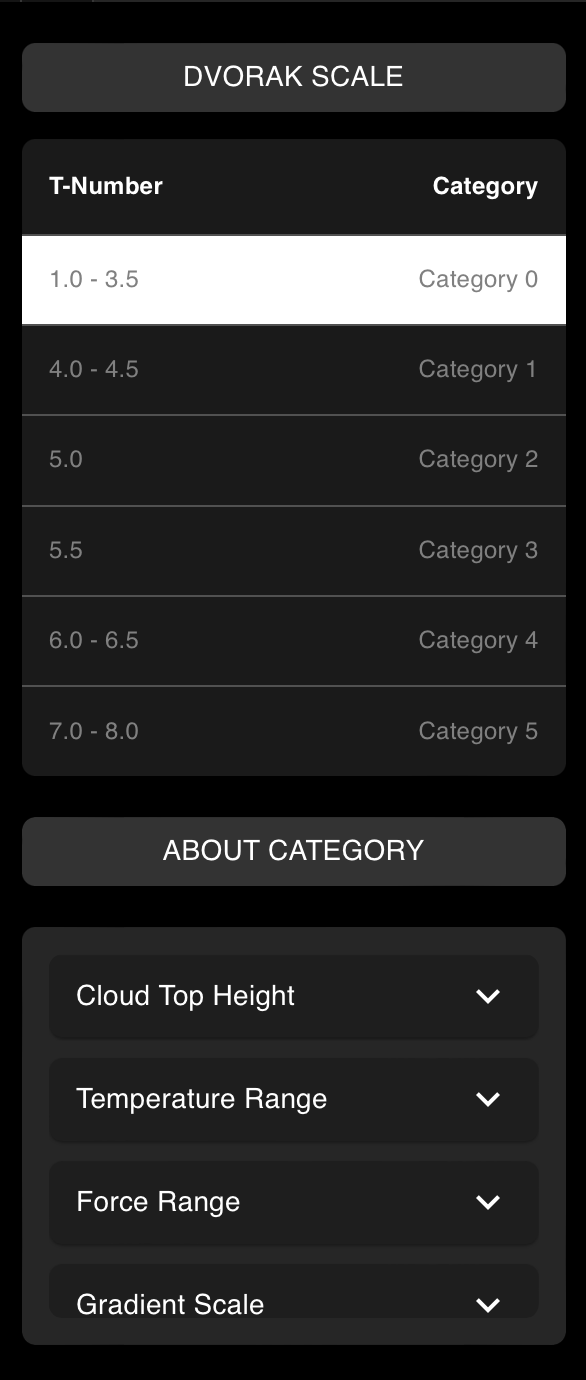 DVORAK SCALE
T-Number Category
1.0 - 3.5 Category 0
4.0 - 4.5 Category 1
5.0 Category 2
5.5 Category 3
6.0 - 6.5 Category 4
7.0 - 8.0 Category 5
ABOUT CATEGORY
Cloud Top Height
Temperature Range
Force Range
Gradient Scale